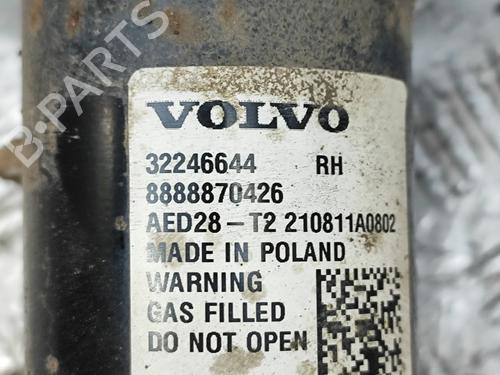 B-PARTS
VOLVO
32246644 RH
8888870426
AED28-T2 210811A0802
MADE IN POLAND
WARNING
GAS FILLED
DO NOT OPEN